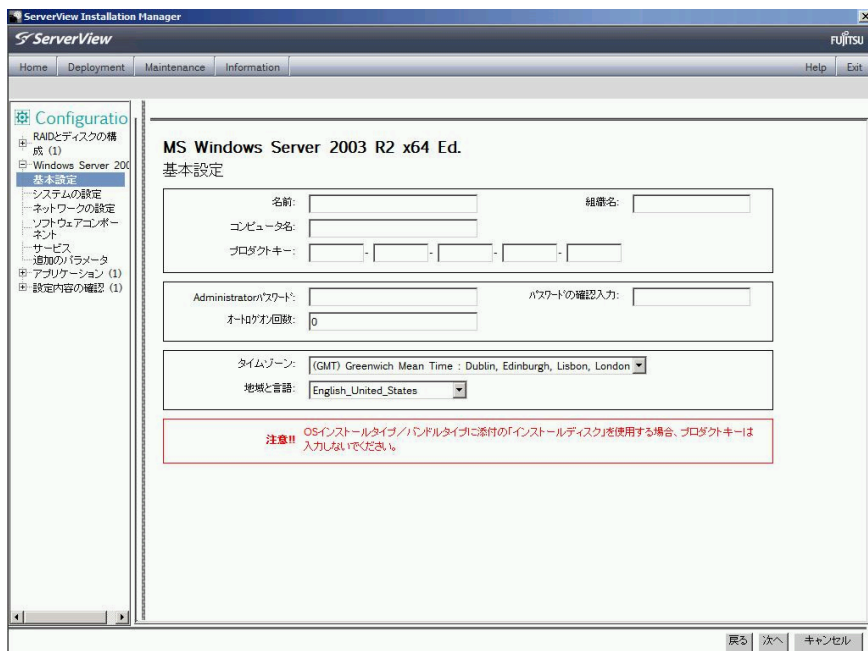 ServerView Installation Manager
ServerView
FUJITSU
Home Deployment Maintenance Information Help Exit
Configuratio
RAIDとディスクの構
成 (1)
Windows Server 200
基本設定
システムの設定
ネットワークの設定
ソフトウェアコンポー
ネント
サービス
追加のパラメータ
アプリケーション (1)
設定内容の確認 (1)
MS Windows Server 2003 R2 x64 Ed.
基本設定
名前: 組織名:
コンピュータ名:
プロダクトキー: - - - -
Administratorパスワード: パスワードの確認入力:
オートログオン回数: 0
タイムゾーン: (GMT) Greenwich Mean Time : Dublin, Edinburgh, Lisbon, London
地域と言語: English_United_States
注意!! OSインストールタイプ/バンドルタイプに添付の「インストールディスク」を使用する場合、プロダクトキーは
入力しないでください。
戻る 次へ キャンセル